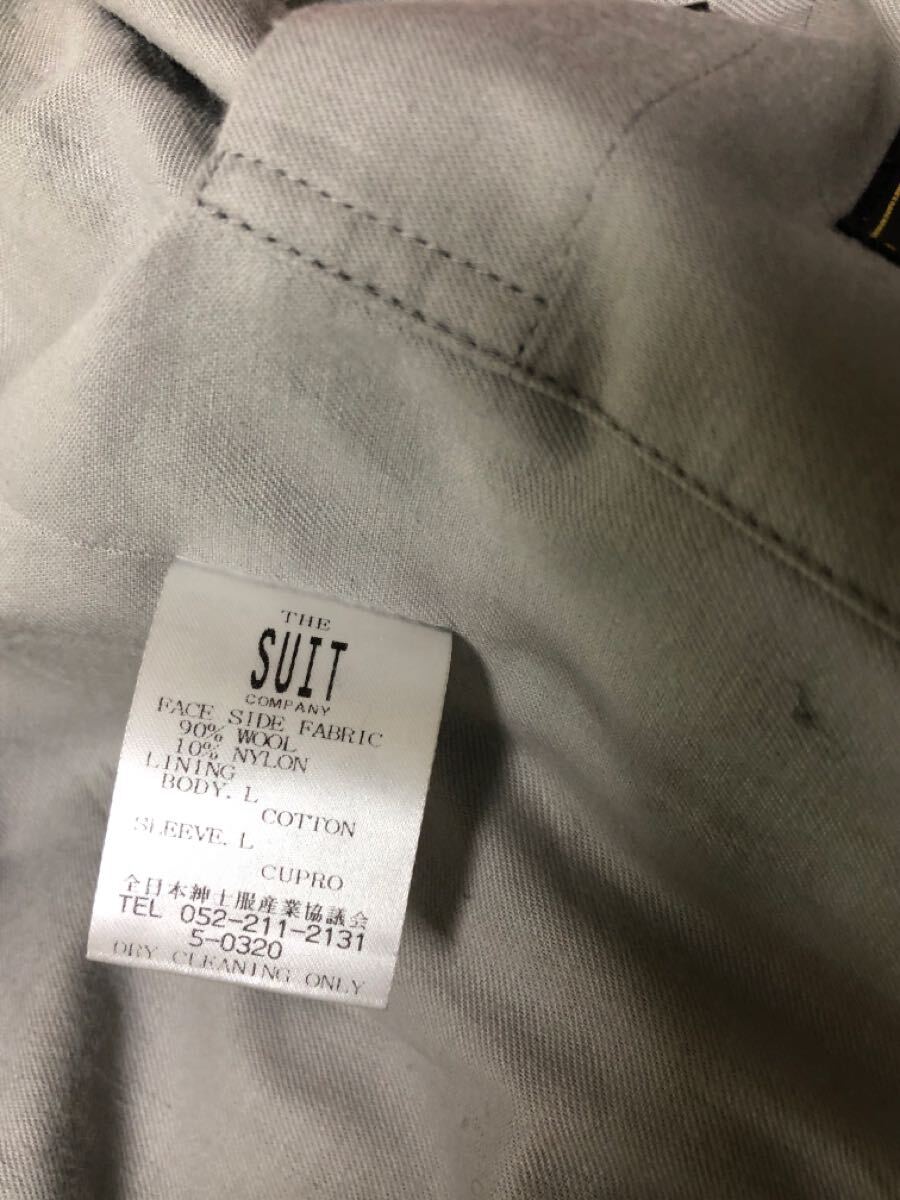 THE
SUIT
COMPANY
FACE SIDE FABRIC
90% WOOL
10% NYLON
LINING
BODY. L
COTTON
SLEEVE. L
CUPRO
全日本紳士服産業協議会
TEL 052-211-2131
5-0320
DRY CLEANING ONLY